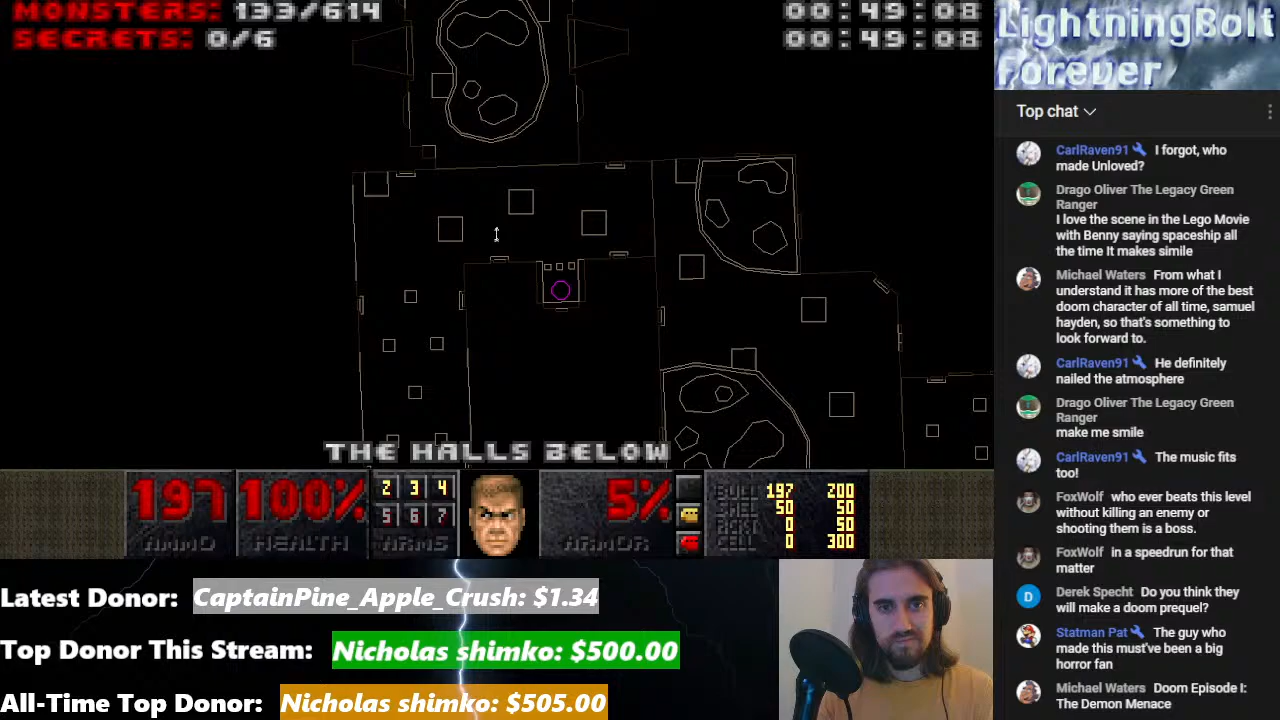 MONSTERS: 133/614
SECRETS: 0/6
00:49:08
00:49:08
THE HALLS BELOW
197
AMMO
100%
HEALTH
2 3 4
5 6 7
ARMS
5%
ARMOR
BULL 197 200
SHEL 50 50
RCKT 0 50
CELL 0 300
Latest Donor: CaptainPine_Apple_Crush: $1.34
Top Donor This Stream: Nicholas shimko: $500.00
All-Time Top Donor: Nicholas shimko: $505.00
LightningBolt
Forever
Top chat
CarlRaven91 I forgot, who
made Unloved?
Drago Oliver The Legacy Green
Ranger
I love the scene in the Lego Movie
with Benny saying spaceship all
the time It makes simile
Michael Waters From what I
understand it has more of the best
doom character of all time, samuel
hayden, so that's something to
look forward to.
CarlRaven91 He definitely
nailed the atmosphere
Drago Oliver The Legacy Green
Ranger
make me smile
CarlRaven91 The music fits
too!
FoxWolf who ever beats this level
without killing an enemy or
shooting them is a boss.
FoxWolf in a speedrun for that
matter
D
Derek Specht Do you think they
will make a doom prequel?
Statman Pat The guy who
made this must've been a big
horror fan
Michael Waters Doom Episode I:
The Demon Menace